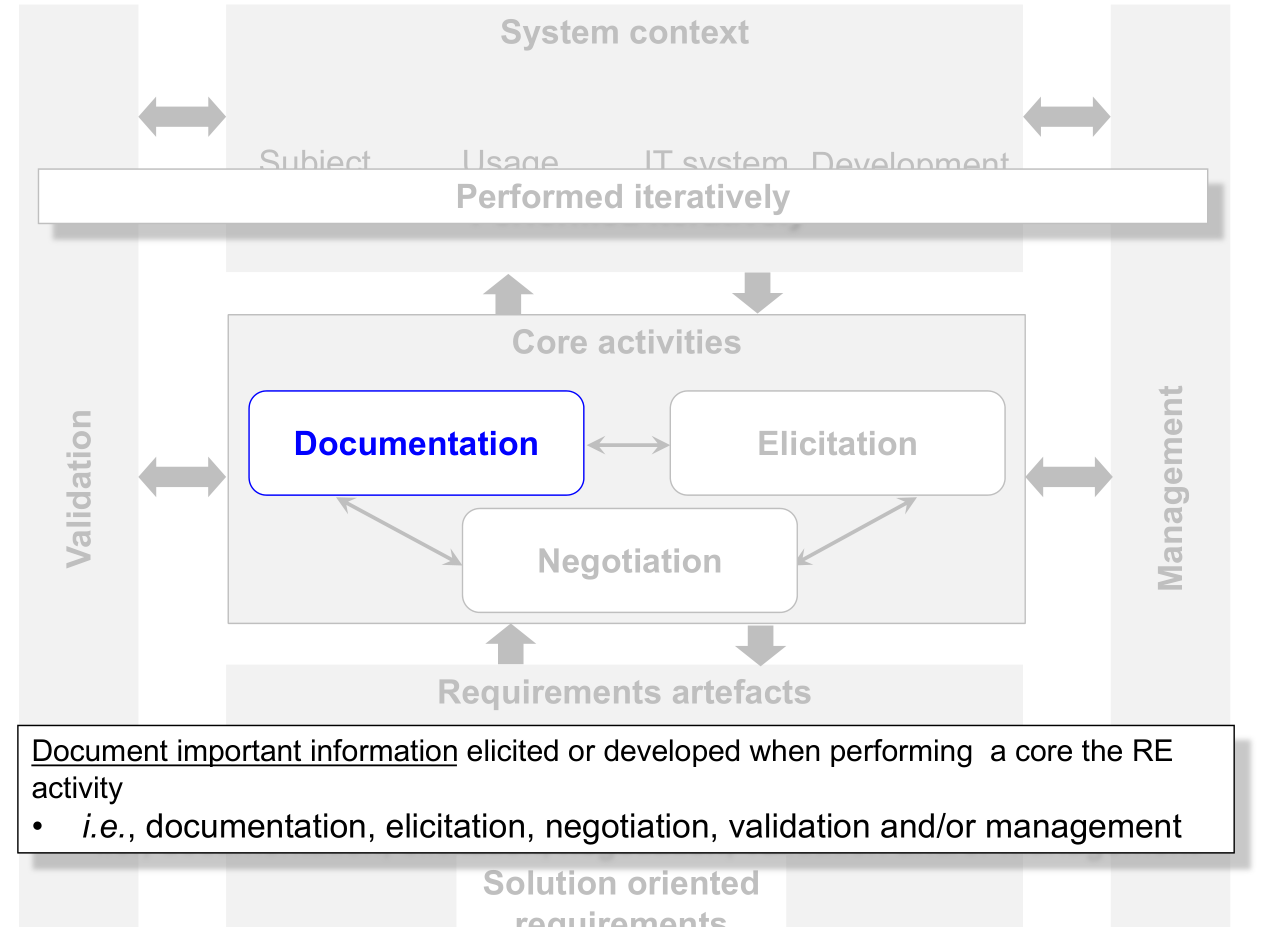 System context
Subject Usage IT system Development
Performed iteratively
Core activities
Documentation
Elicitation
Negotiation
Validation
Management
Requirements artefacts
Document important information elicited or developed when performing a core the RE
activity
• i.e., documentation, elicitation, negotiation, validation and/or management
Solution oriented
requirements